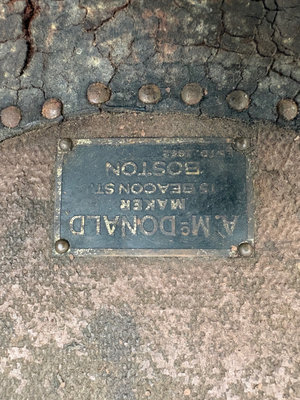 A. McDONALD
MAKER
15 BEACON ST.
BOSTON